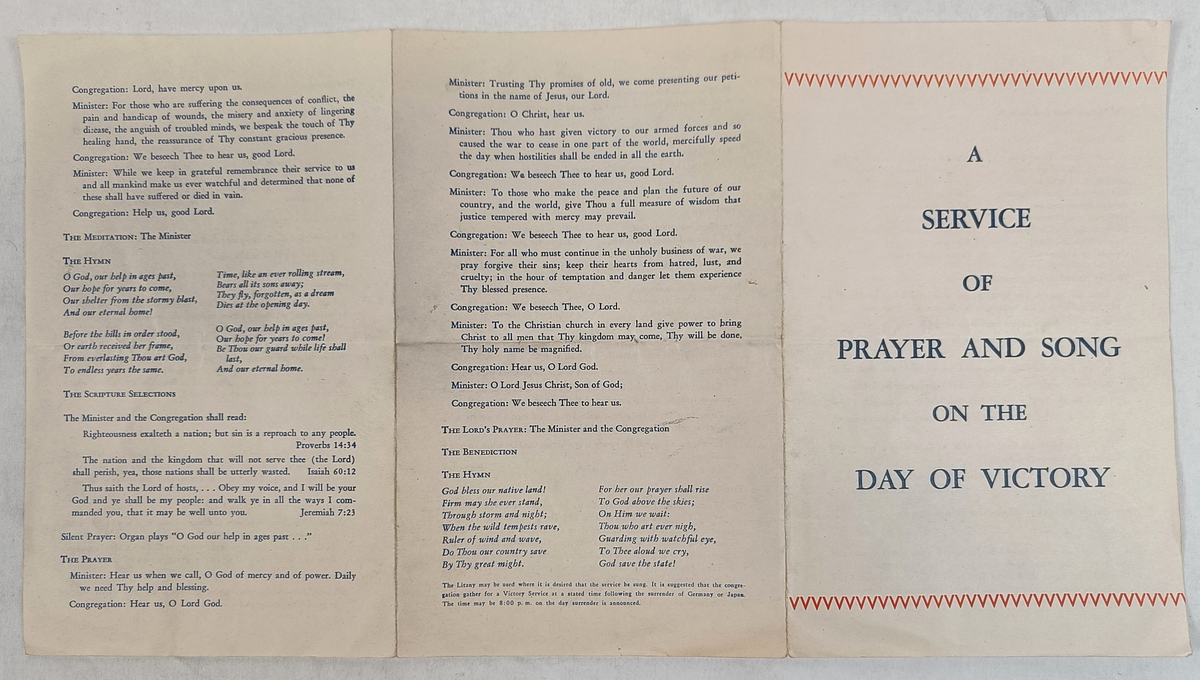 Congregation: Lord, have mercy upon us.
Minister: For those who are suffering the consequences of conflict, the
pain and handicap of wounds, the misery and anxiety of lingering
disease, the anguish of troubled minds, we bespeak the touch of Thy
healing hand, the reassurance of Thy constant gracious presence.
Congregation: We beseech Thee to hear us, good Lord.
Minister: While we keep in grateful remembrance their service to us
and all mankind make us ever watchful and determined that none of
these shall have suffered or died in vain.
Congregation: Help us, good Lord.
The Meditation: The Minister
The Hymn
O God, our help in ages past,
Our hope for years to come,
Our shelter from the stormy blast,
And our eternal home!
Before the hills in order stood,
Or earth received her frame,
From everlasting Thou art God,
To endless years the same.
Time, like an ever rolling stream,
Bears all its sons away;
They fly, forgotten, as a dream
Dies at the opening day.
O God, our help in ages past,
Our hope for years to come!
Be Thou our guard while life shall
last,
And our eternal home.
The Scripture Selections
The Minister and the Congregation shall read:
Righteousness exalteth a nation; but sin is a reproach to any people.
Proverbs 14:34
The nation and the kingdom that will not serve thee (the Lord)
shall perish, yea, those nations shall be utterly wasted. Isaiah 60:12
Thus saith the Lord of hosts, . . . Obey my voice, and I will be your
God and ye shall be my people: and walk ye in all the ways I com-
manded you, that it may be well unto you. Jeremiah 7:23
Silent Prayer: Organ plays "O God our help in ages past . . ."
The Prayer
Minister: Hear us when we call, O God of mercy and of power. Daily
we need Thy help and blessing.
Congregation: Hear us, O Lord God.
Minister: Trusting Thy promises of old, we come presenting our peti-
tions in the name of Jesus, our Lord.
Congregation: O Christ, hear us.
Minister: Thou who hast given victory to our armed forces and so
caused the war to cease in one part of the world, mercifully speed
the day when hostilities shall be ended in all the earth.
Congregation: We beseech Thee to hear us, good Lord.
Minister: To those who make the peace and plan the future of our
country, and the world, give Thou a full measure of wisdom that
justice tempered with mercy may prevail.
Congregation: We beseech Thee to hear us, good Lord.
Minister: For all who must continue in the unholy business of war, we
pray forgive their sins; keep their hearts from hatred, lust, and
cruelty; in the hour of temptation and danger let them experience
Thy blessed presence.
Congregation: We beseech Thee, O Lord.
Minister: To the Christian church in every land give power to bring
Christ to all men that Thy kingdom may come, Thy will be done,
Thy holy name be magnified.
Congregation: Hear us, O Lord God.
Minister: O Lord Jesus Christ, Son of God;
Congregation: We beseech Thee to hear us.
The Lord's Prayer: The Minister and the Congregation
The Benediction
The Hymn
God bless our native land!
Firm may she ever stand,
Through storm and night;
When the wild tempests rave,
Ruler of wind and wave,
Do Thou our country save
By Thy great might.
For her our prayer shall rise
To God above the skies;
On Him we wait:
Thou who art ever nigh,
Guarding with watchful eye,
To Thee aloud we cry,
God save the state!
The Litany may be used where it is desired that the service be sung. It is suggested that the congre-
gation gather for a Victory Service at a stated time following the surrender of Germany or Japan.
The time may be 8:00 p. m. on the day surrender is announced.
A
SERVICE
OF
PRAYER AND SONG
ON THE
DAY OF VICTORY